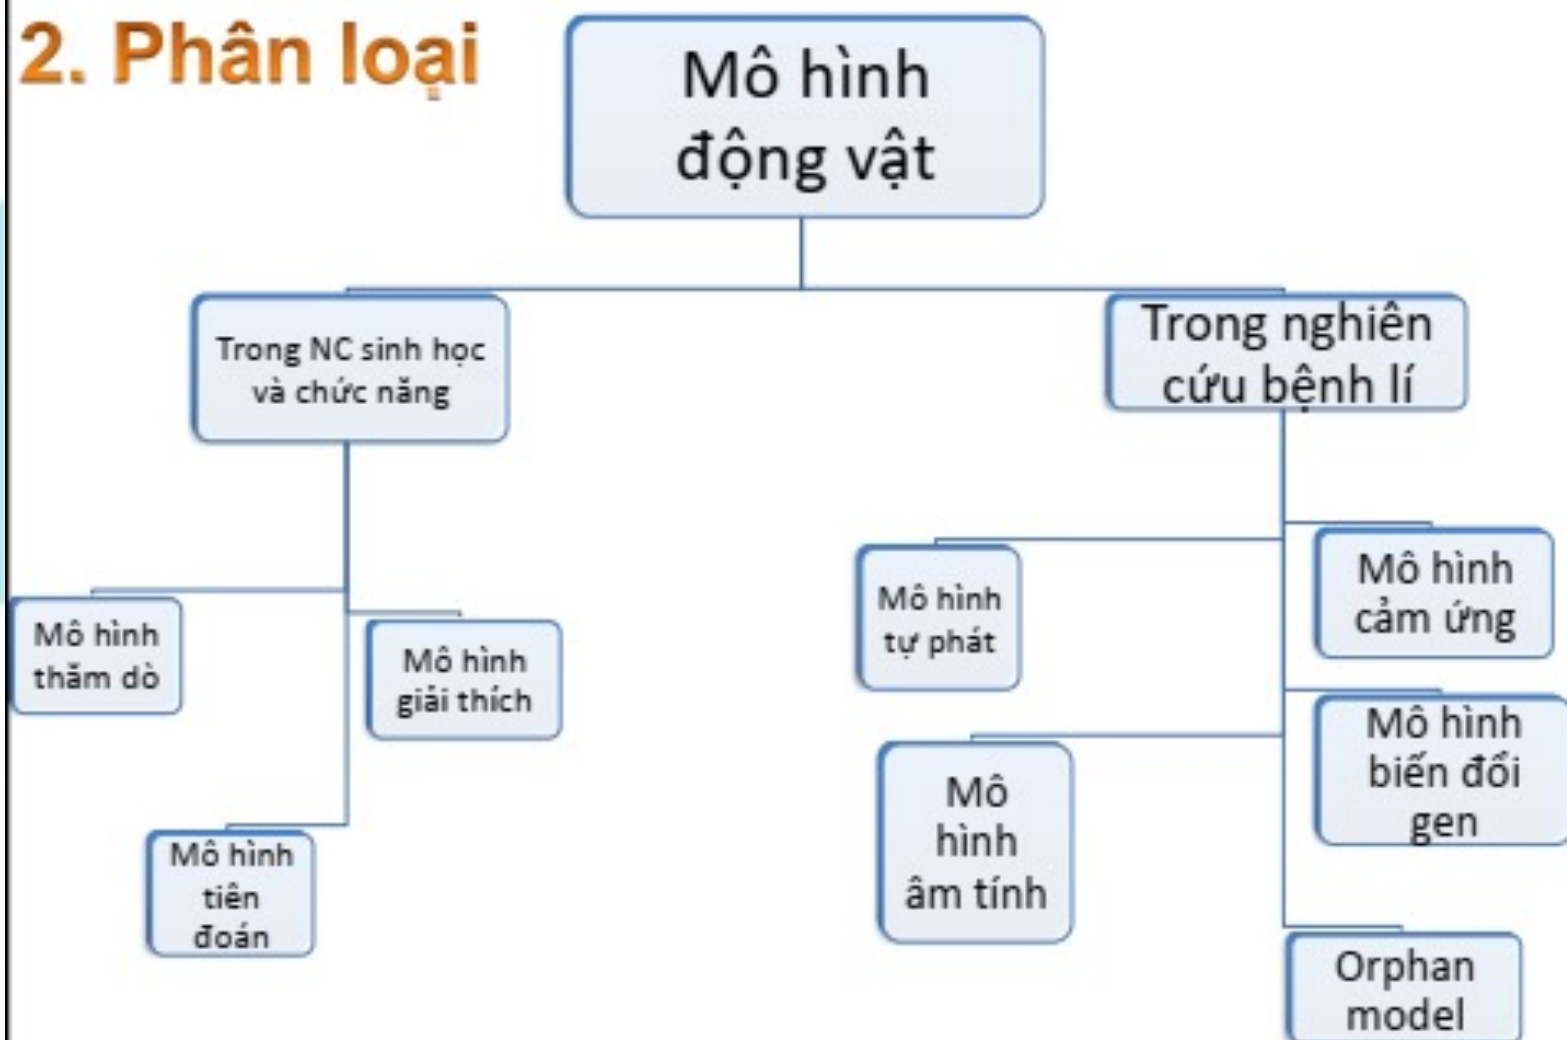 2. Phân loại
Mô hình
động vật
Trong NC sinh học
và chức năng
Trong nghiên
cứu bệnh lí
Mô hình
thăm dò
Mô hình
giải thích
Mô hình
tiên
đoán
Mô hình
tự phát
Mô hình
cảm ứng
Mô
hình
âm tính
Mô hình
biến đổi
gen
Orphan
model